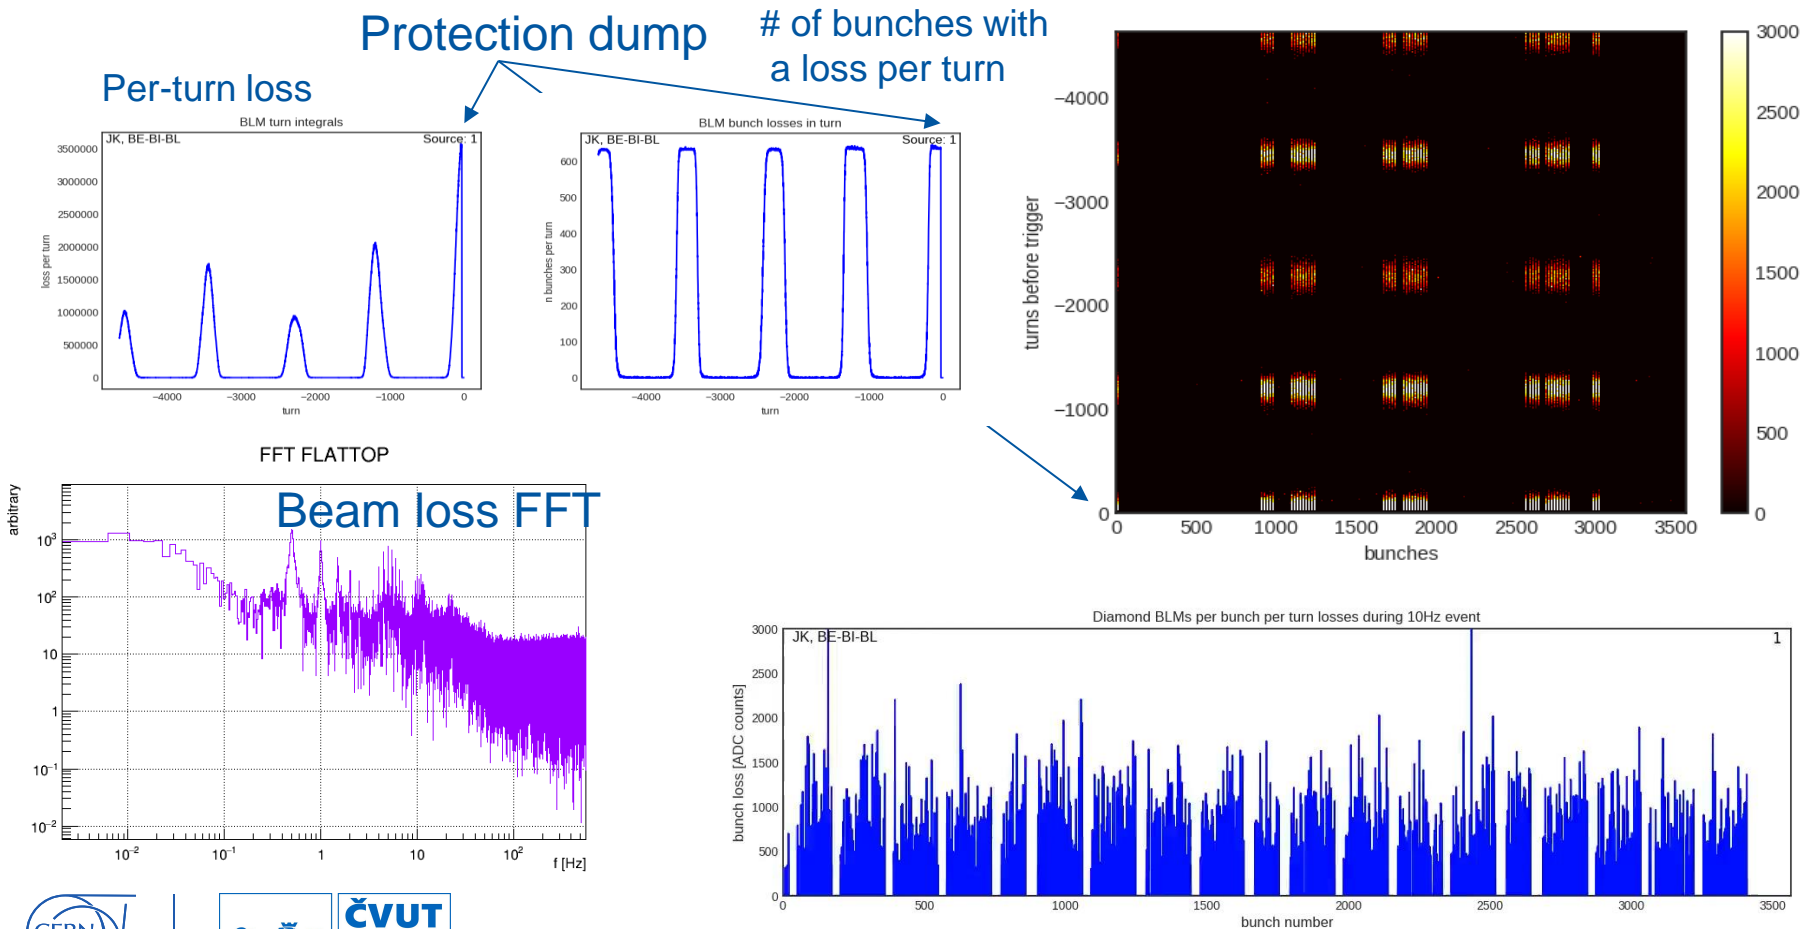 Protection dump
# of bunches with
a loss per turn
Per-turn loss
BLM turn integrals
JK, BE-BI-BL
Source: 1
3500000
3000000
2500000
2000000
1500000
1000000
500000
0
loss per turn
−4000
−3000
−2000
−1000
0
turn
BLM bunch losses in turn
JK, BE-BI-BL
Source: 1
600
500
400
300
200
100
0
n bunches per turn
−4000
−3000
−2000
−1000
0
turn
−4000
−3000
−2000
−1000
0
turns before trigger
0
500
1000
1500
2000
2500
3000
3500
bunches
3000
2500
2000
1500
1000
500
0
FFT FLATTOP
Beam loss FFT
arbitrary
10³
10²
10
1
10⁻¹
10⁻²
10⁻²
10⁻¹
1
10
10²
f [Hz]
Diamond BLMs per bunch per turn losses during 10Hz event
JK, BE-BI-BL
1
3000
2500
2000
1500
1000
500
0
bunch loss [ADC counts]
0
500
1000
1500
2000
2500
3000
3500
bunch number
CERN
ČVUT